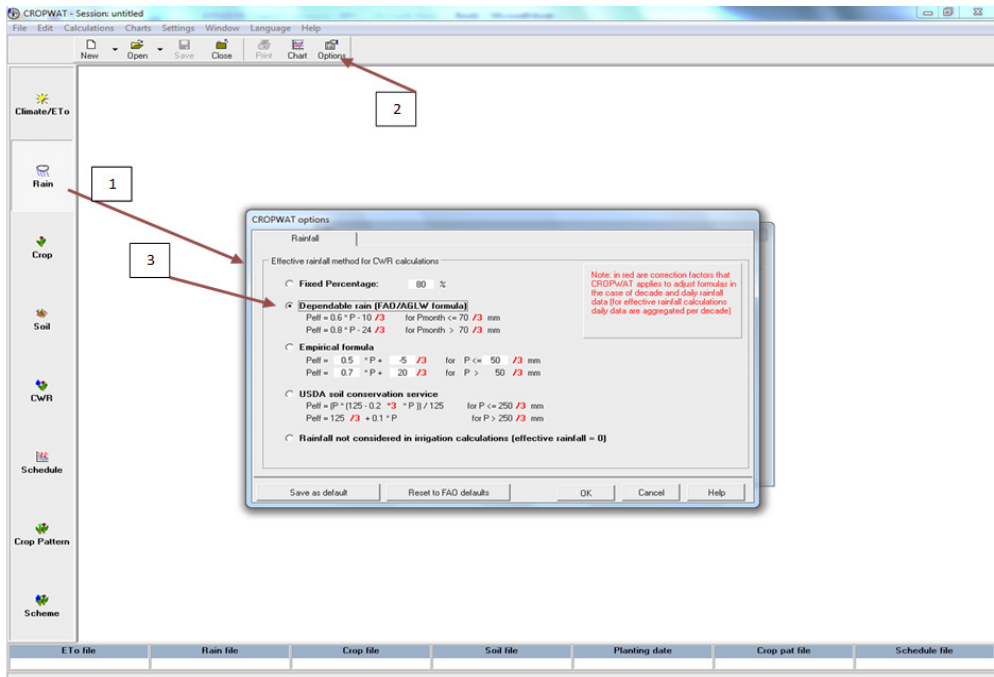 CROPWAT - Session: untitled
File Edit Calculations Charts Settings Window Language Help
New Open Save Close Print Chart Options
2
Climate/ETo
Rain
1
CROPWAT options
Rainfall
Crop
3
Effective rainfall method for CWR calculations
Fixed Percentage: 80 %
Note: in red are correction factors that
CROPWAT applies to adjust formulas in
the case of decade and daily rainfall
data (for effective rainfall calculations
daily data are aggregated per decade)
Dependable rain (FAO/AGLW formula)
Peff = 0.6 * P - 10 /3 for Pmonth <= 70 /3 mm
Peff = 0.8 * P - 24 /3 for Pmonth > 70 /3 mm
Soil
Empirical formula
Peff = 0.5 * P + -5 /3 for P <= 50 /3 mm
Peff = 0.7 * P + 20 /3 for P > 50 /3 mm
CWR
USDA soil conservation service
Peff = (P * (125 - 0.2 *3 * P )) / 125 for P <= 250 /3 mm
Peff = 125 /3 + 0.1 * P for P > 250 /3 mm
Rainfall not considered in irrigation calculations (effective rainfall = 0)
Schedule
Save as default Reset to FAO defaults OK Cancel Help
Crop Pattern
Scheme
ETo file Rain file Crop file Soil file Planting date Crop pat file Schedule file